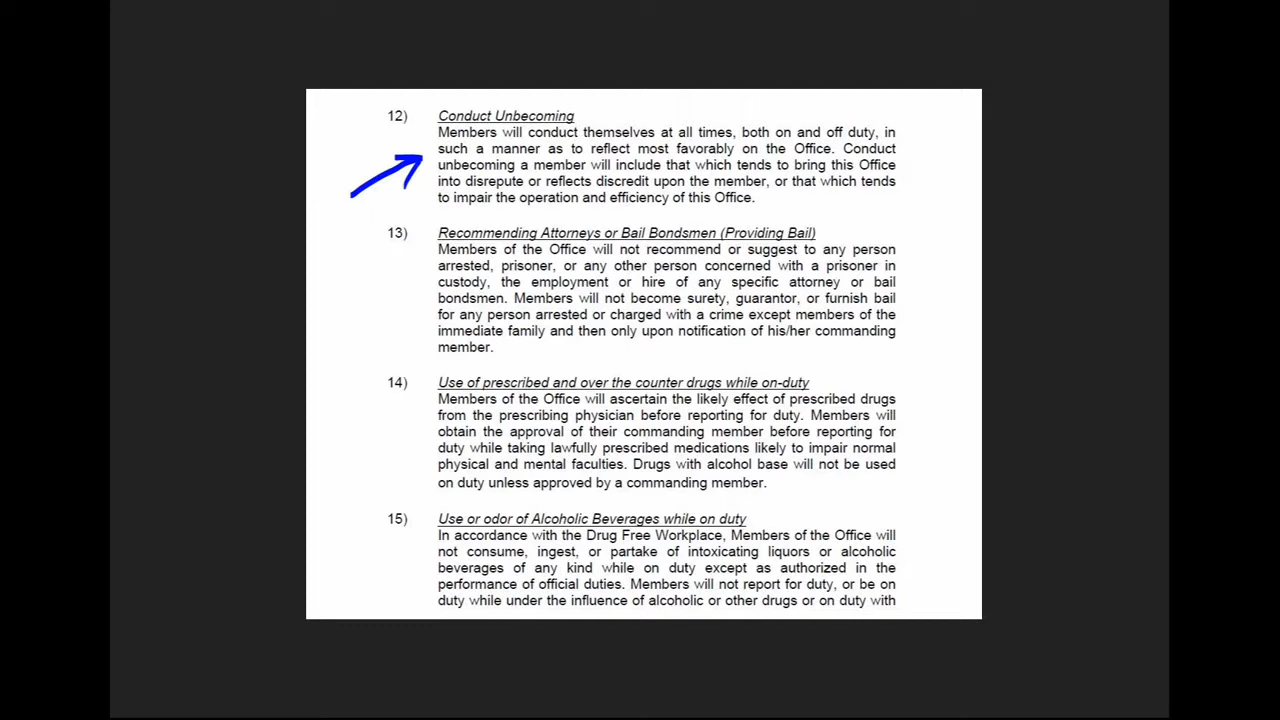 12) Conduct Unbecoming
Members will conduct themselves at all times, both on and off duty, in
such a manner as to reflect most favorably on the Office. Conduct
unbecoming a member will include that which tends to bring this Office
into disrepute or reflects discredit upon the member, or that which tends
to impair the operation and efficiency of this Office.
13) Recommending Attorneys or Bail Bondsmen (Providing Bail)
Members of the Office will not recommend or suggest to any person
arrested, prisoner, or any other person concerned with a prisoner in
custody, the employment or hire of any specific attorney or bail
bondsmen. Members will not become surety, guarantor, or furnish bail
for any person arrested or charged with a crime except members of the
immediate family and then only upon notification of his/her commanding
member.
14) Use of prescribed and over the counter drugs while on-duty
Members of the Office will ascertain the likely effect of prescribed drugs
from the prescribing physician before reporting for duty. Members will
obtain the approval of their commanding member before reporting for
duty while taking lawfully prescribed medications likely to impair normal
physical and mental faculties. Drugs with alcohol base will not be used
on duty unless approved by a commanding member.
15) Use or odor of Alcoholic Beverages while on duty
In accordance with the Drug Free Workplace, Members of the Office will
not consume, ingest, or partake of intoxicating liquors or alcoholic
beverages of any kind while on duty except as authorized in the
performance of official duties. Members will not report for duty, or be on
duty while under the influence of alcoholic or other drugs or on duty with